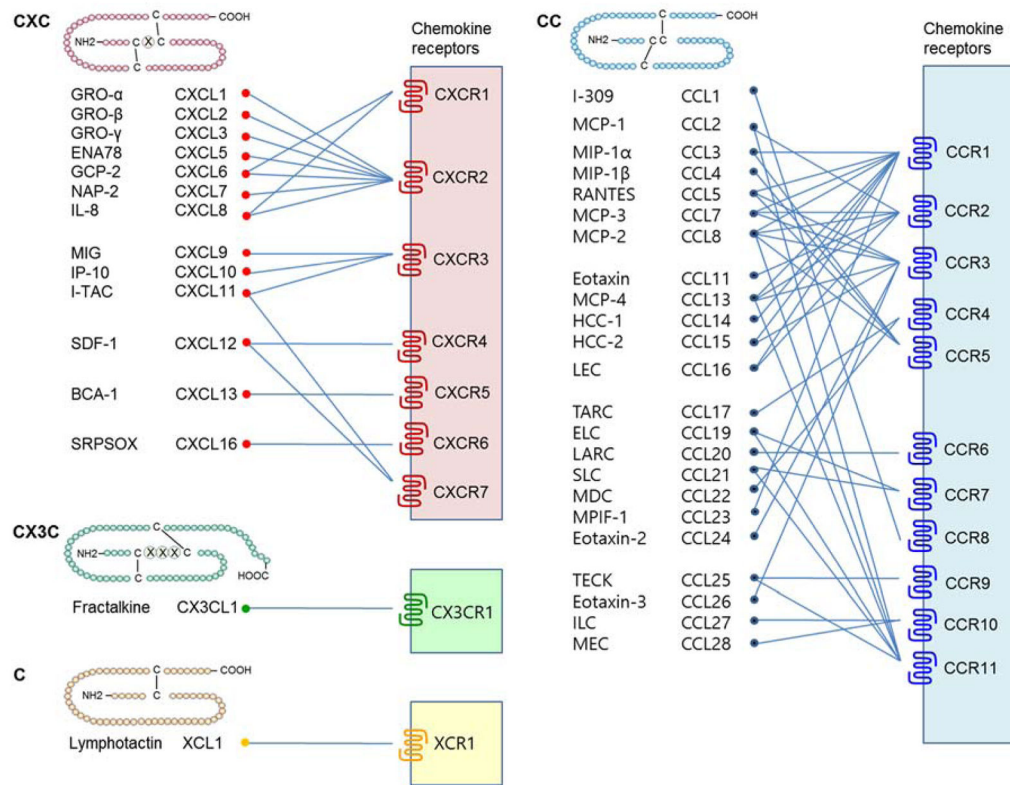 CXC
COOH
C
NH2
C X C
C
Chemokine
receptors
GRO-α CXCL1
GRO-β CXCL2
GRO-γ CXCL3
ENA78 CXCL5
GCP-2 CXCL6
NAP-2 CXCL7
IL-8 CXCL8
MIG CXCL9
IP-10 CXCL10
I-TAC CXCL11
SDF-1 CXCL12
BCA-1 CXCL13
SRPSOX CXCL16
CXCR1
CXCR2
CXCR3
CXCR4
CXCR5
CXCR6
CXCR7
CX3C
C
NH2
C X X X C
C
HOOC
Fractalkine CX3CL1
CX3CR1
C
COOH
C
NH2
C
Lymphotactin XCL1
XCR1
CC
COOH
C
NH2
C C
C
Chemokine
receptors
I-309 CCL1
MCP-1 CCL2
MIP-1α CCL3
MIP-1β CCL4
RANTES CCL5
MCP-3 CCL7
MCP-2 CCL8
Eotaxin CCL11
MCP-4 CCL13
HCC-1 CCL14
HCC-2 CCL15
LEC CCL16
TARC CCL17
ELC CCL19
LARC CCL20
SLC CCL21
MDC CCL22
MPIF-1 CCL23
Eotaxin-2 CCL24
TECK CCL25
Eotaxin-3 CCL26
ILC CCL27
MEC CCL28
CCR1
CCR2
CCR3
CCR4
CCR5
CCR6
CCR7
CCR8
CCR9
CCR10
CCR11